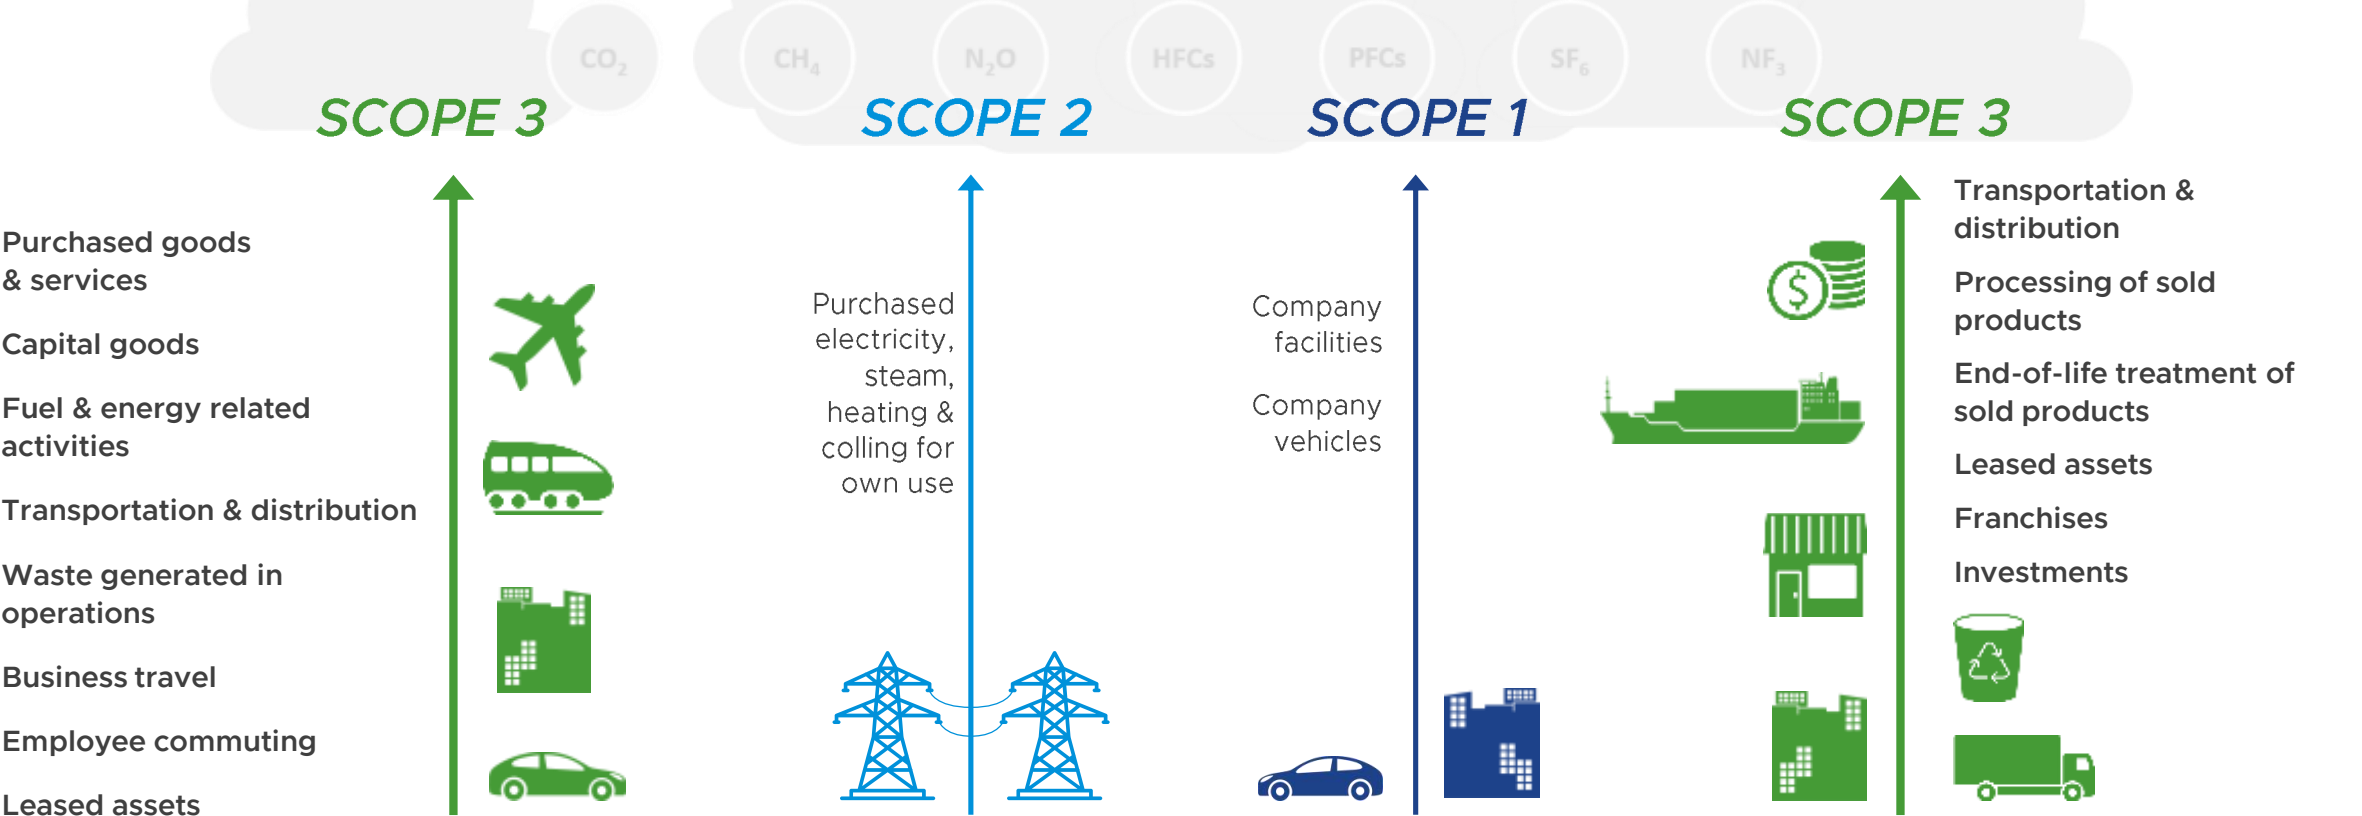 CO₂
CH₄
N₂O
HFCs
PFCs
SF₆
NF₃
SCOPE 3
Purchased goods
& services
Capital goods
Fuel & energy related
activities
Transportation & distribution
Waste generated in
operations
Business travel
Employee commuting
Leased assets
SCOPE 2
Purchased
electricity,
steam,
heating &
colling for
own use
SCOPE 1
Company
facilities
Company
vehicles
SCOPE 3
$
Transportation &
distribution
Processing of sold
products
End-of-life treatment of
sold products
Leased assets
Franchises
Investments